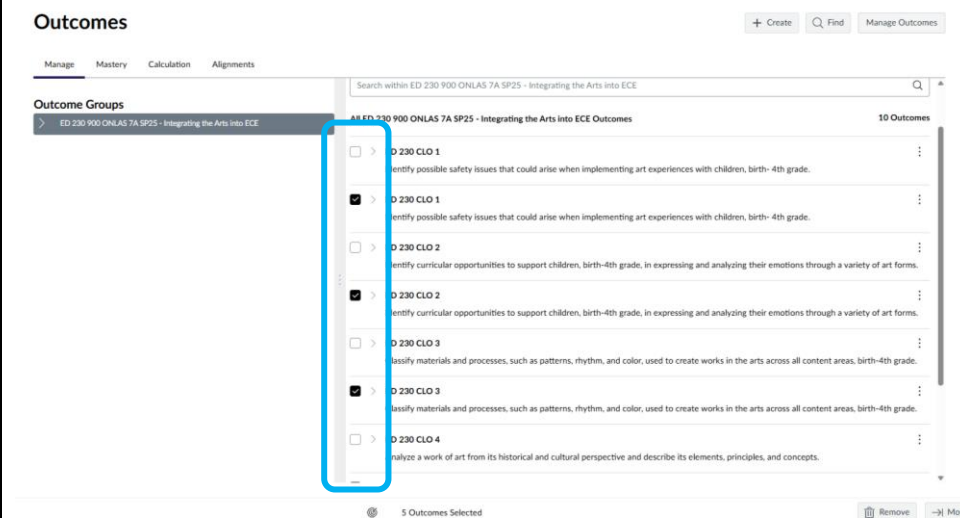 Outcomes
+ Create
Find
Manage Outcomes
Manage Mastery Calculation Alignments
Search within ED 230 900 ONLAS 7A SP25 - Integrating the Arts into ECE
Outcome Groups
ED 230 900 ONLAS 7A SP25 - Integrating the Arts into ECE
All ED 230 900 ONLAS 7A SP25 - Integrating the Arts into ECE Outcomes
10 Outcomes
D 230 CLO 1
entify possible safety issues that could arise when implementing art experiences with children, birth- 4th grade.
D 230 CLO 1
entify possible safety issues that could arise when implementing art experiences with children, birth- 4th grade.
D 230 CLO 2
entify curricular opportunities to support children, birth-4th grade, in expressing and analyzing their emotions through a variety of art forms.
D 230 CLO 2
entify curricular opportunities to support children, birth-4th grade, in expressing and analyzing their emotions through a variety of art forms.
D 230 CLO 3
lassify materials and processes, such as patterns, rhythm, and color, used to create works in the arts across all content areas, birth-4th grade.
D 230 CLO 3
lassify materials and processes, such as patterns, rhythm, and color, used to create works in the arts across all content areas, birth-4th grade.
D 230 CLO 4
nalyze a work of art from its historical and cultural perspective and describe its elements, principles, and concepts.
5 Outcomes Selected
Remove
Mo